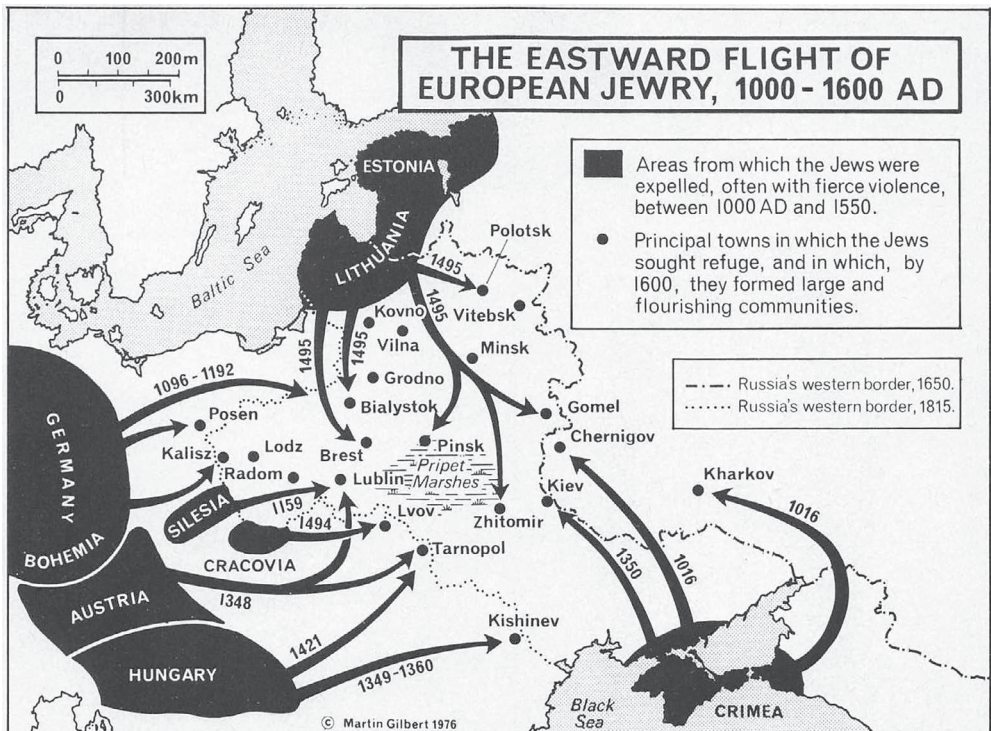 0 100 200m
0 300km
THE EASTWARD FLIGHT OF
EUROPEAN JEWRY, 1000 - 1600 AD
Areas from which the Jews were
expelled, often with fierce violence,
between 1000 AD and 1550.
Principal towns in which the Jews
sought refuge, and in which, by
1600, they formed large and
flourishing communities.
Russia's western border, 1650.
Russia's western border, 1815.
ESTONIA
LITHUANIA
Baltic Sea
Polotsk
1495
1495
1495
1495
Kovno
Vitebsk
Vilna
Minsk
Grodno
Bialystok
Gomel
Chernigov
1096-1192
Posen
Kalisz
Lodz
Radom
Brest
Pinsk
Pripet
Marshes
Lublin
Kharkov
Kiev
Zhitomir
Lvov
Tarnopol
GERMANY
BOHEMIA
SILESIA
1159
1494
CRACOVIA
1348
AUSTRIA
HUNGARY
1421
1349-1360
Kishinev
1350
1016
1016
Black
Sea
CRIMEA
© Martin Gilbert 1976